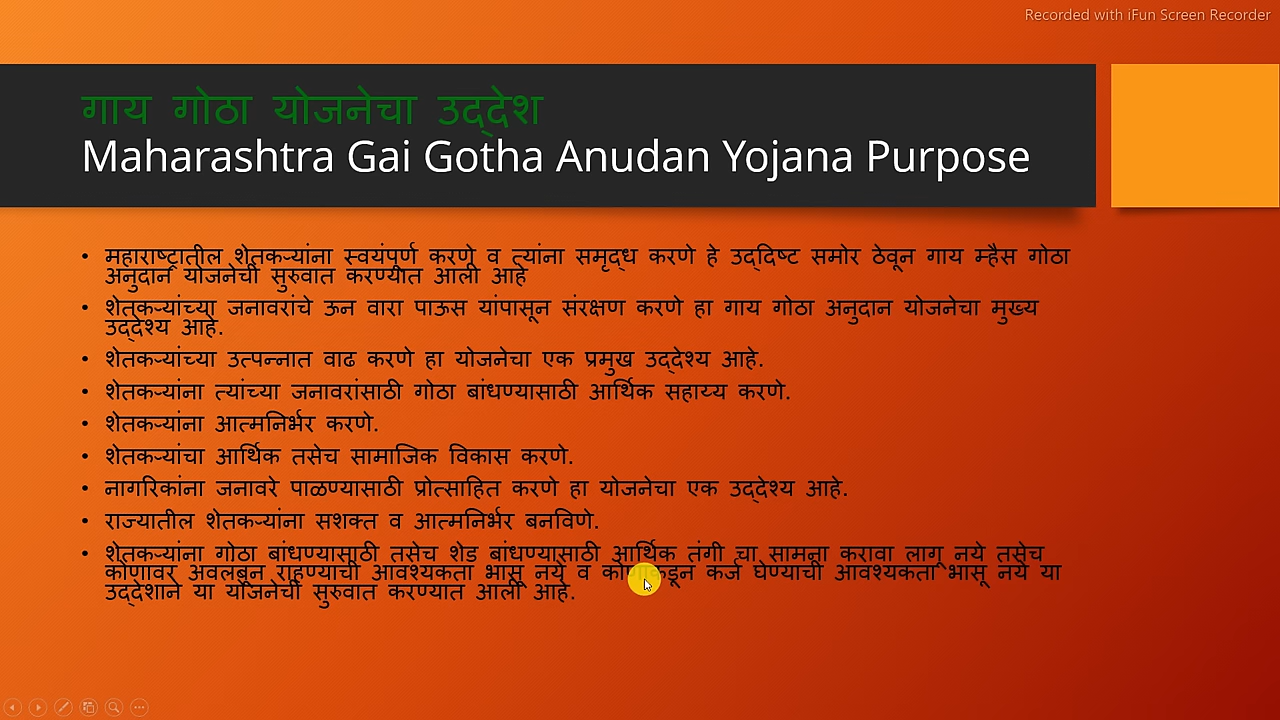 Recorded with iFun Screen Recorder
गाय गोठा योजनेचा उद्देश
Maharashtra Gai Gotha Anudan Yojana Purpose
• महाराष्ट्रातील शेतकऱ्यांना स्वयंपूर्ण करणे व त्यांना समृद्ध करणे हे उद्दिष्ट समोर ठेवून गाय म्हैस गोठा
अनुदान योजनेची सुरुवात करण्यात आली आहे
• शेतकऱ्यांच्या जनावरांचे ऊन वारा पाऊस यांपासून संरक्षण करणे हा गाय गोठा अनुदान योजनेचा मुख्य
उद्देश्य आहे.
• शेतकऱ्यांच्या उत्पन्नात वाढ करणे हा योजनेचा एक प्रमुख उद्देश्य आहे.
• शेतकऱ्यांना त्यांच्या जनावरांसाठी गोठा बांधण्यासाठी आर्थिक सहाय्य करणे.
• शेतकऱ्यांना आत्मनिर्भर करणे.
• शेतकऱ्यांचा आर्थिक तसेच सामाजिक विकास करणे.
• नागरिकांना जनावरे पाळण्यासाठी प्रोत्साहित करणे हा योजनेचा एक उद्देश्य आहे.
• राज्यातील शेतकऱ्यांना सशक्त व आत्मनिर्भर बनविणे.
• शेतकऱ्यांना गोठा बांधण्यासाठी तसेच शेड बांधण्यासाठी आर्थिक तंगी चा सामना करावा लागू नये तसेच
कोणावर अवलंबून राहण्याची आवश्यकता भासू नये व कोणाकडून कर्ज घेण्याची आवश्यकता भासू नये या
उद्देशाने या योजनेची सुरुवात करण्यात आली आहे.